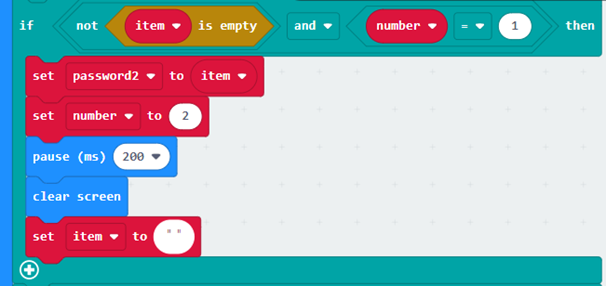 if not item is empty and number = 1 then
set password2 to item
set number to 2
pause (ms) 200
clear screen
set item to " "